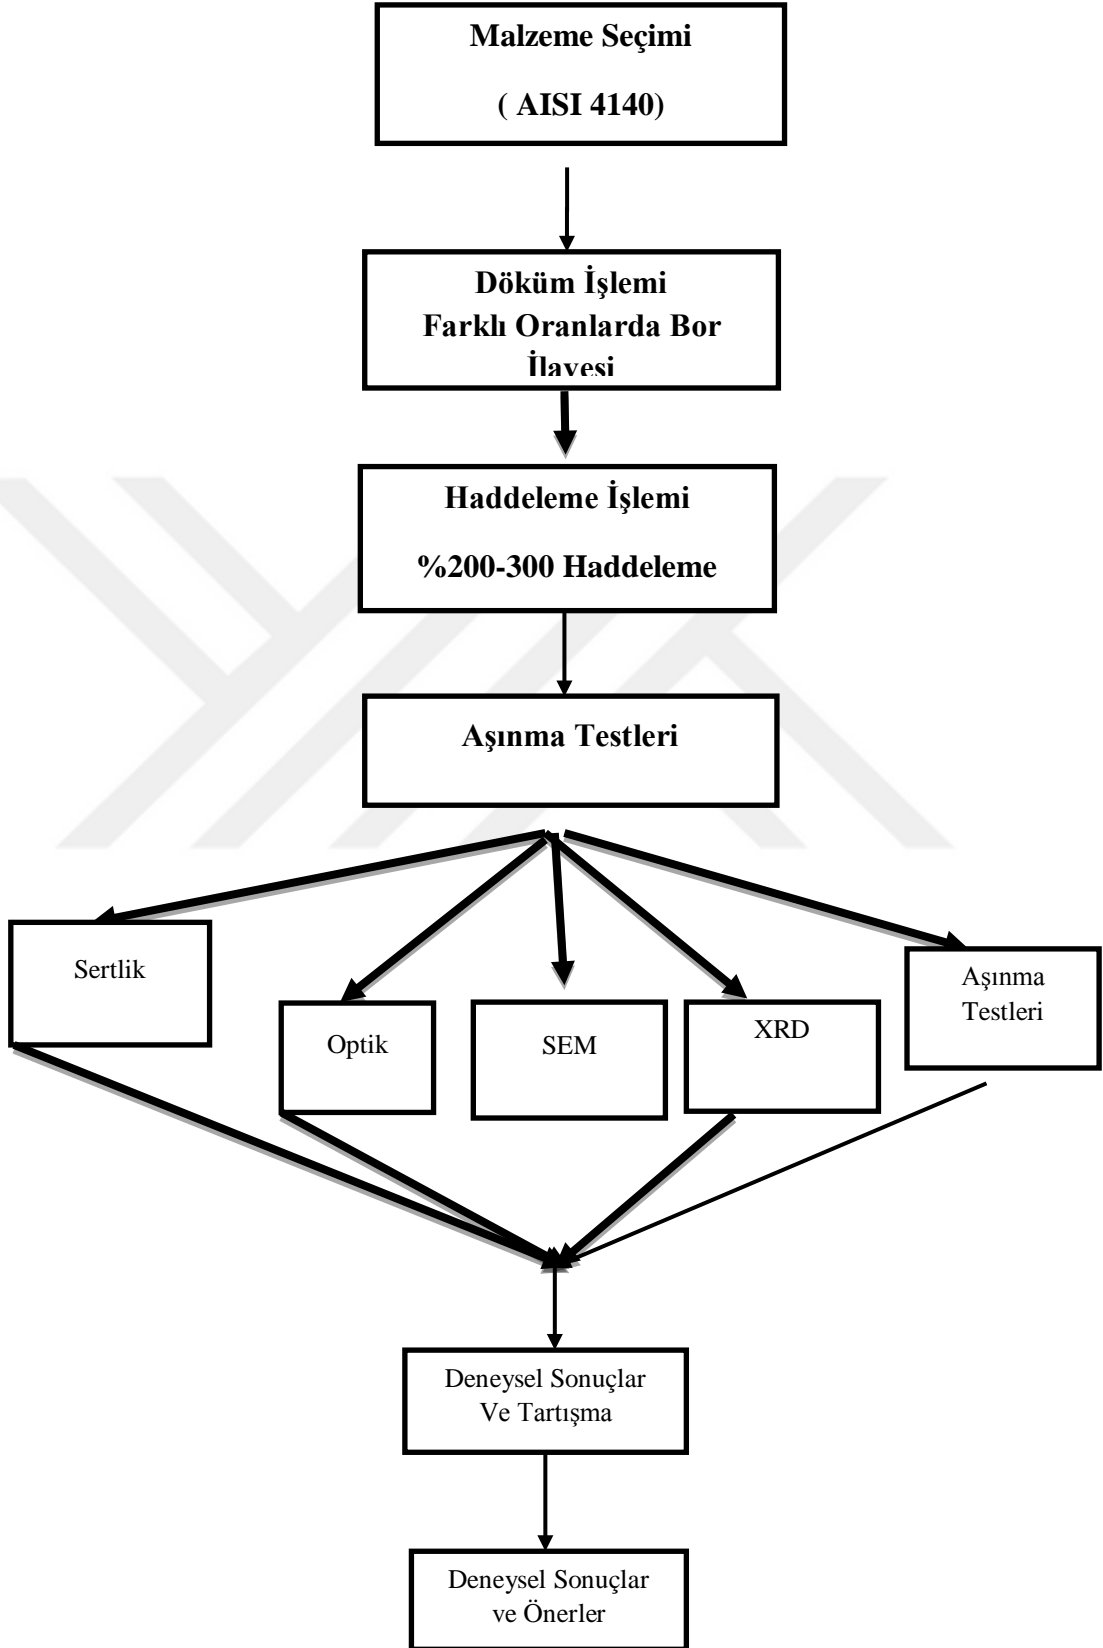 Malzeme Seçimi
( AISI 4140)
Döküm İşlemi
Farklı Oranlarda Bor
İlavesi
Haddeleme İşlemi
%200-300 Haddeleme
Aşınma Testleri
Sertlik
Optik
SEM
XRD
Aşınma
Testleri
Deneysel Sonuçlar
Ve Tartışma
Deneysel Sonuçlar
ve Önerler